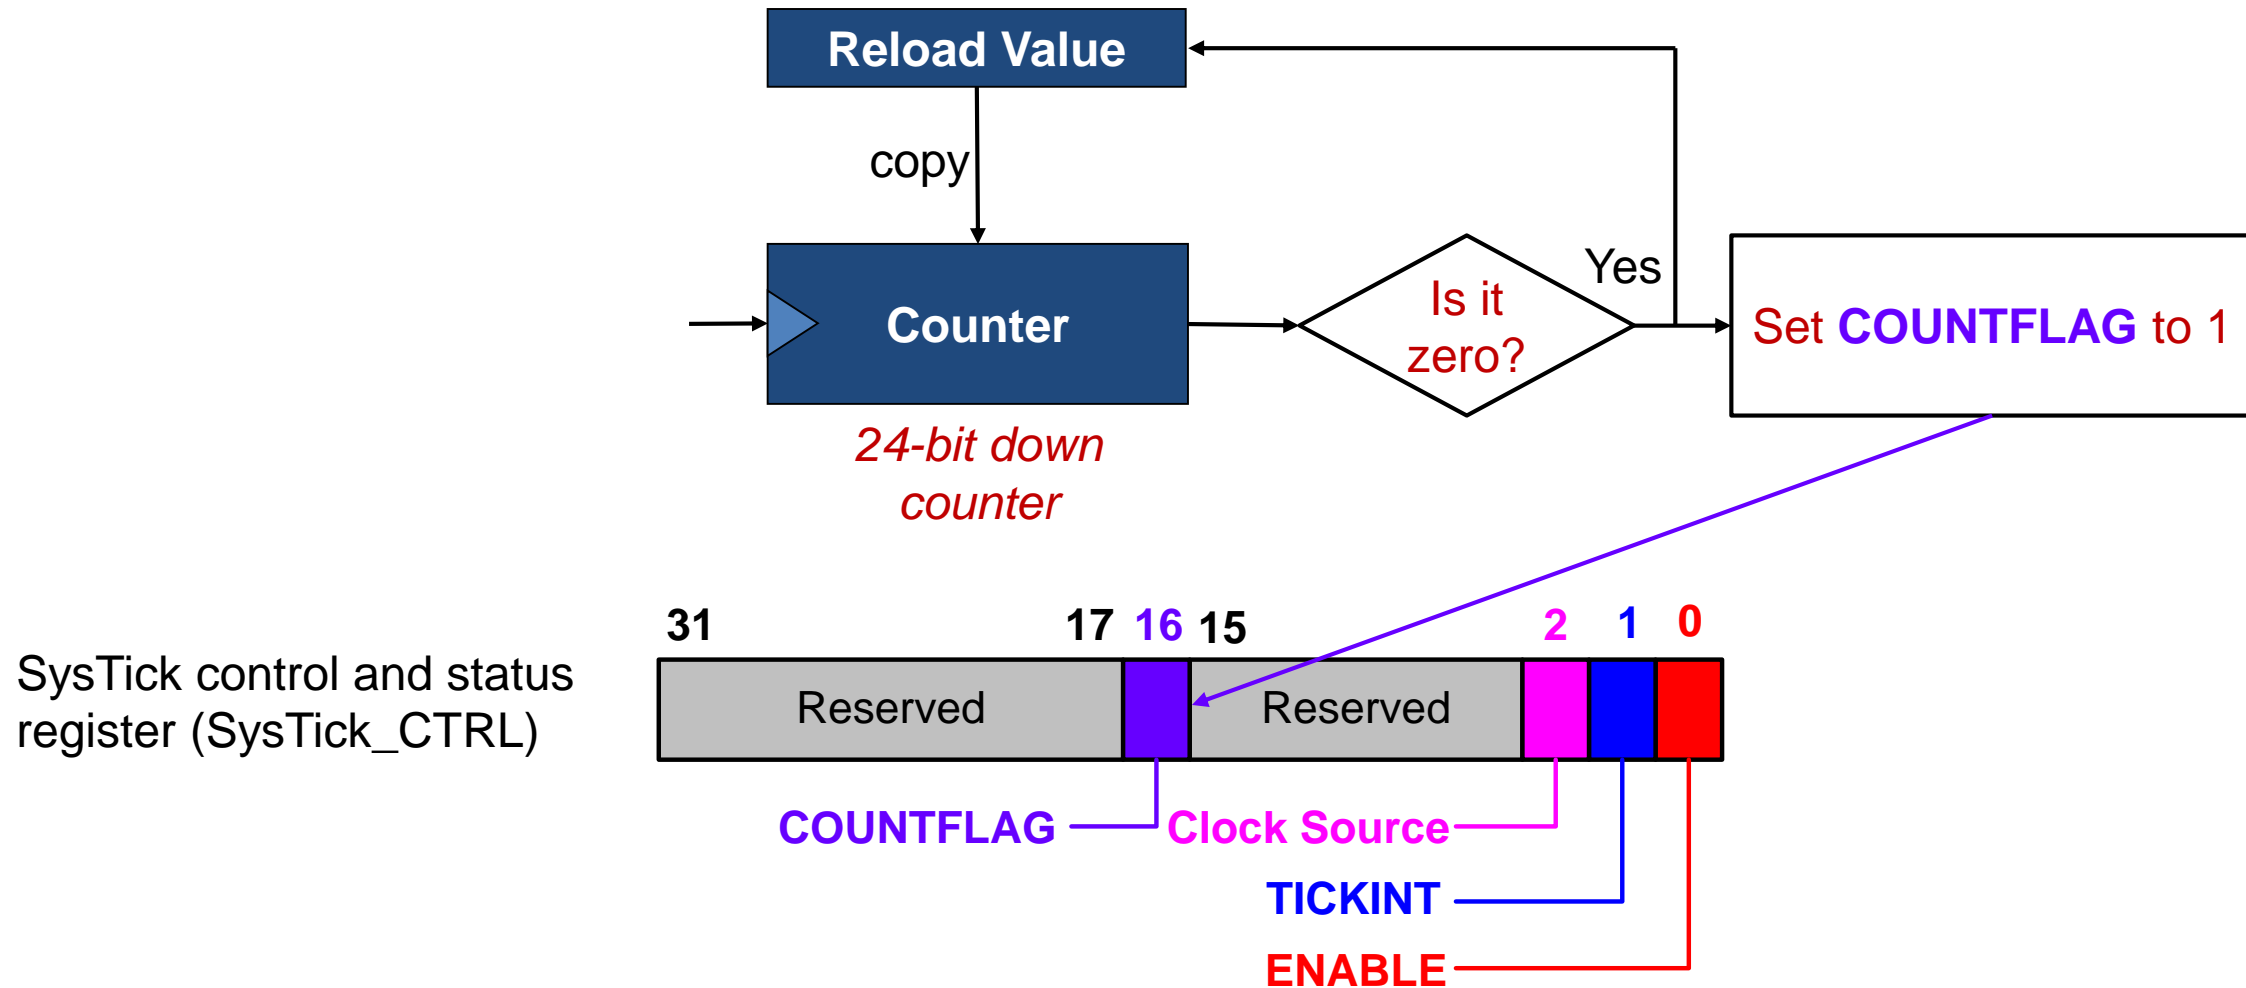 Reload Value
copy
Counter
Is it
zero?
Yes
Set COUNTFLAG to 1
24-bit down
counter
31 17 16 15 2 1 0
SysTick control and status
register (SysTick_CTRL)
Reserved Reserved
COUNTFLAG Clock Source
TICKINT
ENABLE